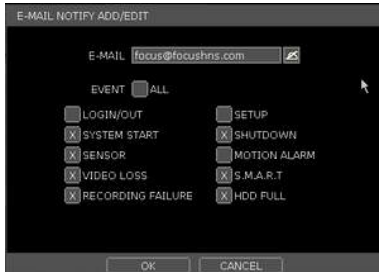 E-MAIL NOTIFY ADD/EDIT
E-MAIL focus@focushns.com
EVENT ALL
LOGIN/OUT SETUP
X SYSTEM START X SHUTDOWN
X SENSOR MOTION ALARM
X VIDEO LOSS X S.M.A.R.T
X RECORDING FAILURE X HDD FULL
OK CANCEL